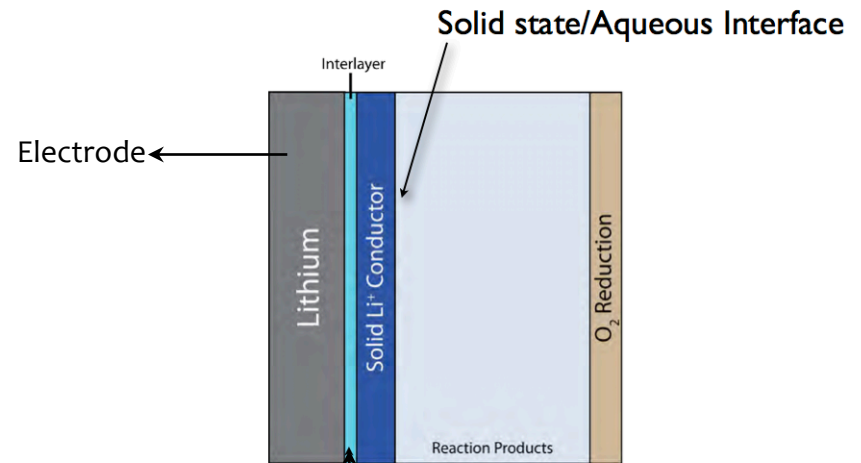 Solid state/Aqueous Interface
Interlayer
Electrode
Lithium
Solid Li⁺ Conductor
O₂ Reduction
Reaction Products